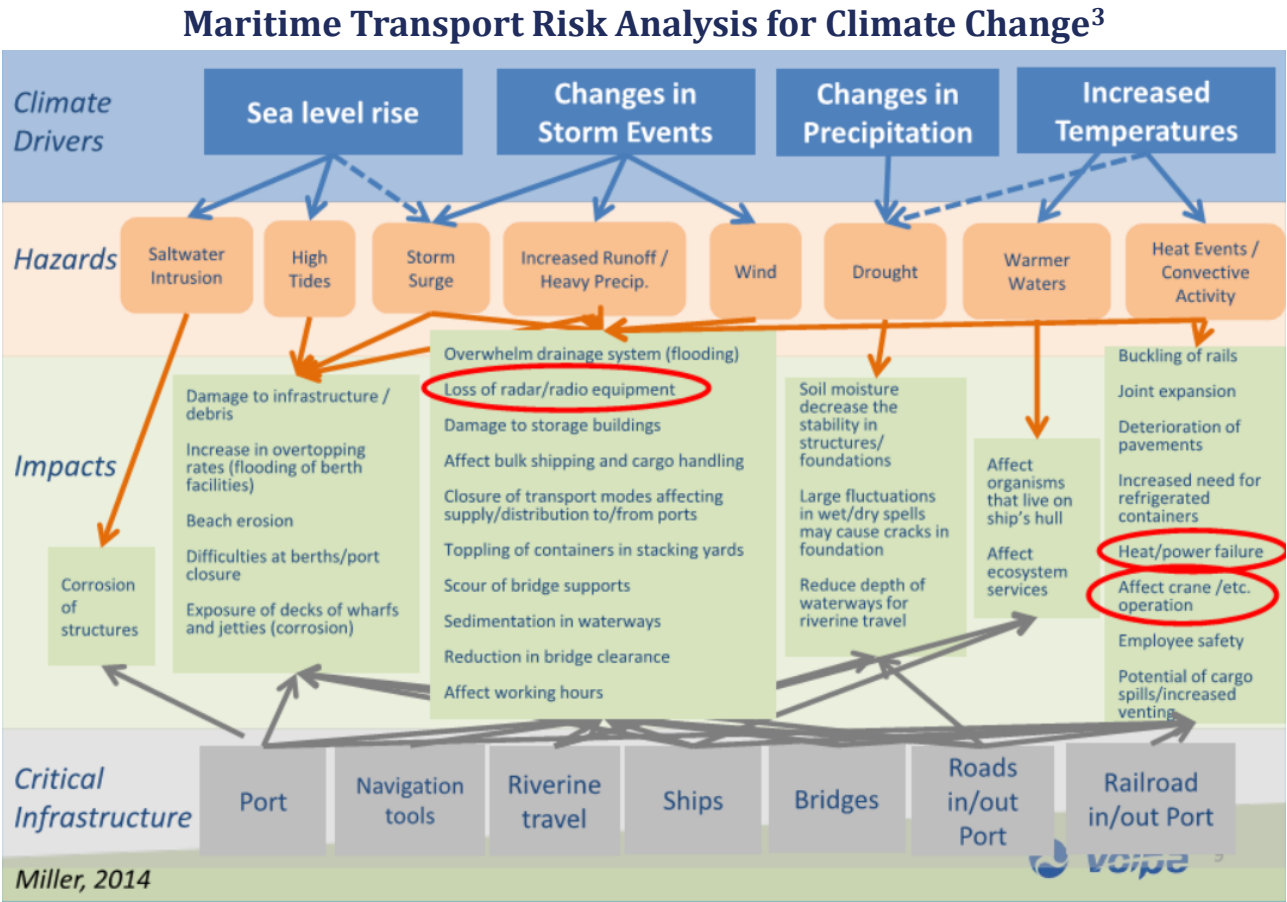 Maritime Transport Risk Analysis for Climate Change³
Climate
Drivers
Sea level rise
Changes in
Storm Events
Changes in
Precipitation
Increased
Temperatures
Hazards
Saltwater
Intrusion
High
Tides
Storm
Surge
Increased Runoff /
Heavy Precip.
Wind
Drought
Warmer
Waters
Heat Events /
Convective
Activity
Impacts
Corrosion
of
structures
Damage to infrastructure /
debris
Increase in overtopping
rates (flooding of berth
facilities)
Beach erosion
Difficulties at berths/port
closure
Exposure of decks of wharfs
and jetties (corrosion)
Overwhelm drainage system (flooding)
Loss of radar/radio equipment
Damage to storage buildings
Affect bulk shipping and cargo handling
Closure of transport modes affecting
supply/distribution to/from ports
Toppling of containers in stacking yards
Scour of bridge supports
Sedimentation in waterways
Reduction in bridge clearance
Affect working hours
Soil moisture
decrease the
stability in
structures/
foundations
Large fluctuations
in wet/dry spells
may cause cracks in
foundation
Reduce depth of
waterways for
riverine travel
Affect
organisms
that live on
ship's hull
Affect
ecosystem
services
Buckling of rails
Joint expansion
Deterioration of
pavements
Increased need for
refrigerated
containers
Heat/power failure
Affect crane /etc.
operation
Employee safety
Potential of cargo
spills/increased
venting
Critical
Infrastructure
Port
Navigation
tools
Riverine
travel
Ships
Bridges
Roads
in/out
Port
Railroad
in/out Port
volpe
9
Miller, 2014